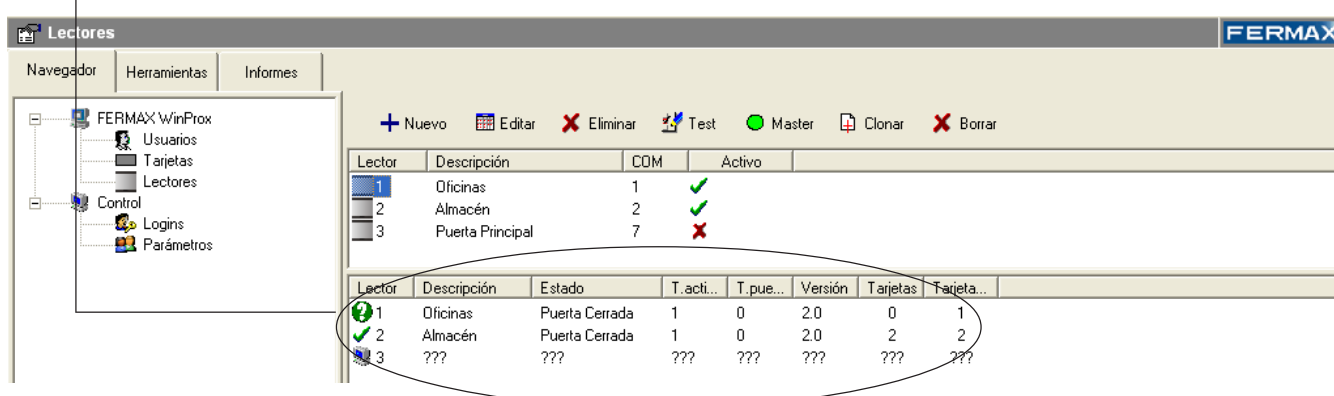 Lectores FERMAX
Navegador Herramientas Informes
FERMAX WinProx
Usuarios
Tarjetas
Lectores
Control
Logins
Parámetros
Nuevo Editar Eliminar Test Master Clonar Borrar
Lector Descripción COM Activo
1 Oficinas 1
2 Almacén 2
3 Puerta Principal 7
Lector Descripción Estado T.acti... T.pue... Versión Tarjetas Tarjeta...
1 Oficinas Puerta Cerrada 1 0 2.0 0 1
2 Almacén Puerta Cerrada 1 0 2.0 2 2
3 ??? ??? ??? ??? ??? ??? ???